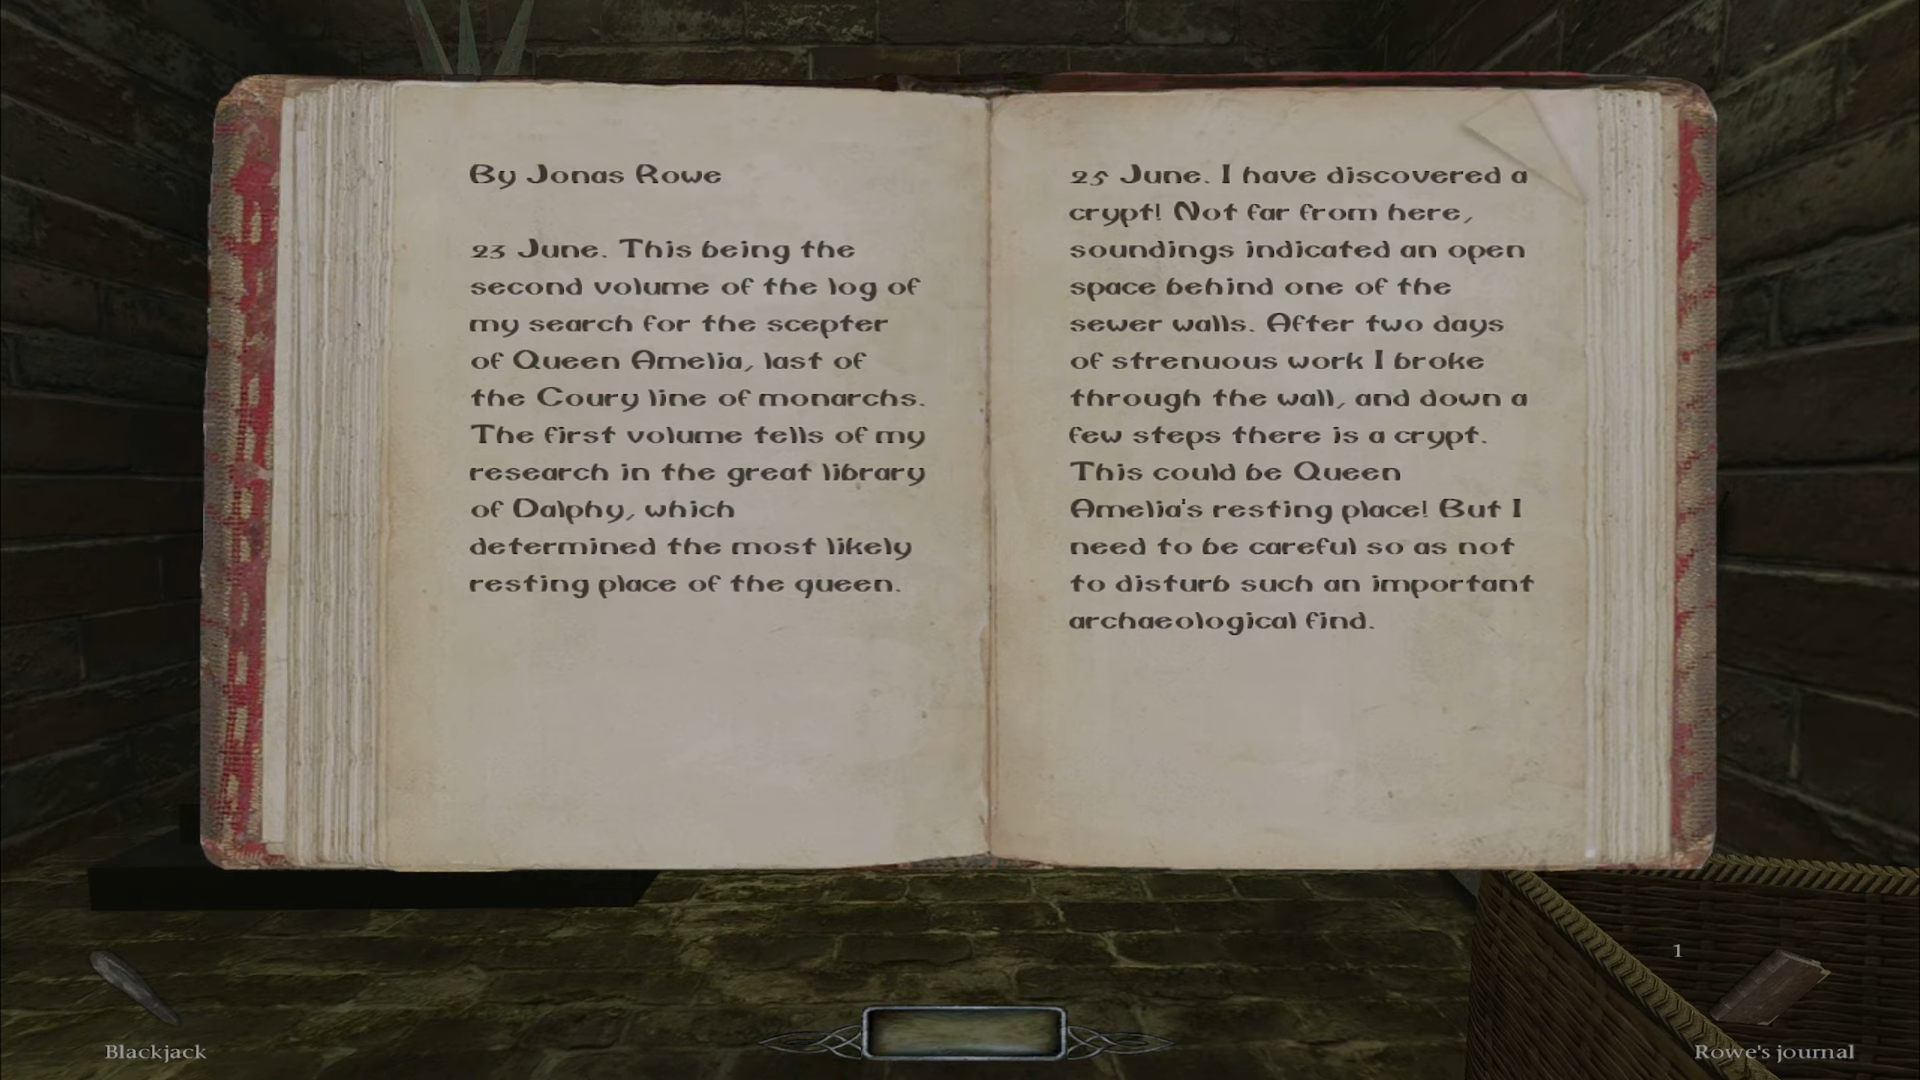 By Jonas Rowe
23 June. This being the
second volume of the log of
my search for the scepter
of Queen Amelia, last of
the Coury line of monarchs.
The first volume tells of my
research in the great library
of Dalphy, which
determined the most likely
resting place of the queen.
25 June. I have discovered a
crypt! Not far from here,
soundings indicated an open
space behind one of the
sewer walls. After two days
of strenuous work I broke
through the wall, and down a
few steps there is a crypt.
This could be Queen
Amelia's resting place! But I
need to be careful so as not
to disturb such an important
archaeological find.
1
Blackjack
Rowe's journal